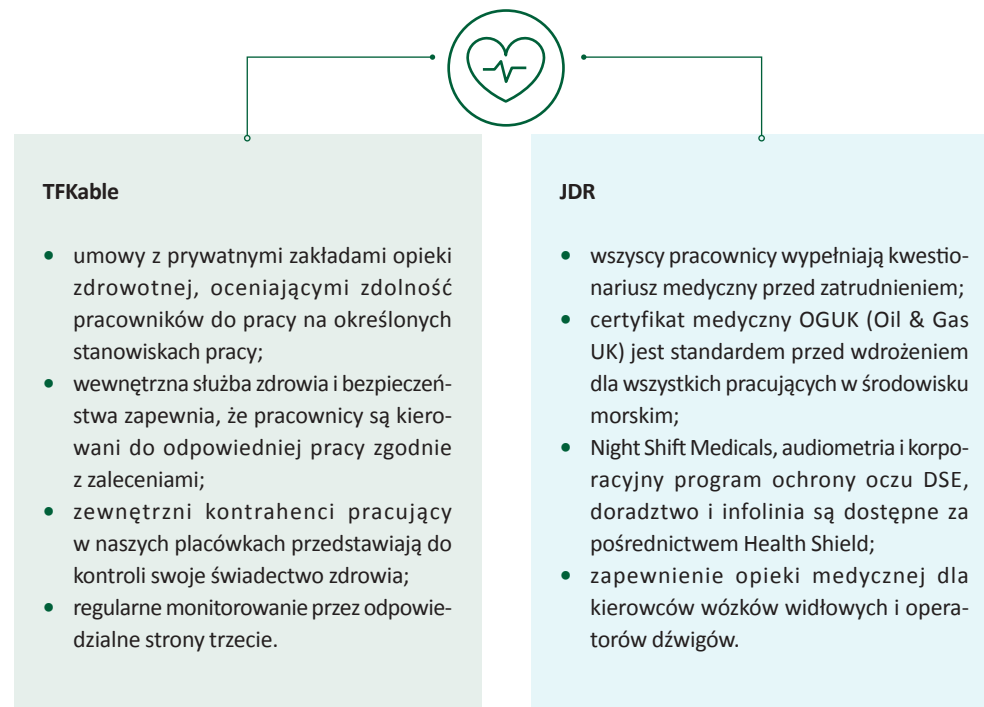 TFKable
• umowy z prywatnymi zakładami opieki
zdrowotnej, oceniającymi zdolność
pracowników do pracy na określonych
stanowiskach pracy;
• wewnętrzna służba zdrowia i bezpieczeń-
stwa zapewnia, że pracownicy są kiero-
wani do odpowiedniej pracy zgodnie
z zaleceniami;
• zewnętrzni kontrahenci pracujący
w naszych placówkach przedstawiają do
kontroli swoje świadectwo zdrowia;
• regularne monitorowanie przez odpowie-
dzialne strony trzecie.
JDR
• wszyscy pracownicy wypełniają kwestio-
nariusz medyczny przed zatrudnieniem;
• certyfikat medyczny OGUK (Oil & Gas
UK) jest standardem przed wdrożeniem
dla wszystkich pracujących w środowisku
morskim;
• Night Shift Medicals, audiometria i korpo-
racyjny program ochrony oczu DSE,
doradztwo i infolinia są dostępne za
pośrednictwem Health Shield;
• zapewnienie opieki medycznej dla
kierowców wózków widłowych i opera-
torów dźwigów.